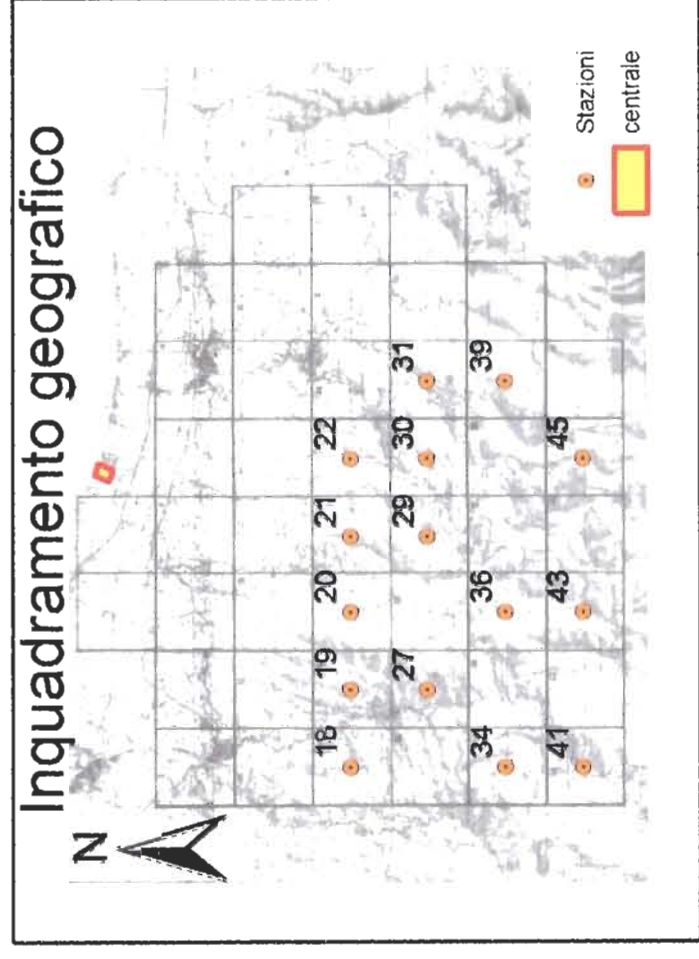 Inquadramento geografico
N
18 19 20 21 22
27 29 30 31
34 36 39
41 43 45
Stazioni
centrale